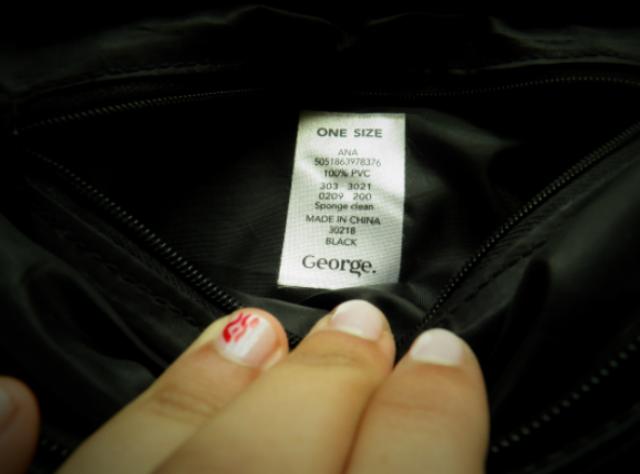 ONE SIZE
ANA
5051863978376
100% PVC
303 3021
0209 200
Sponge clean
MADE IN CHINA
30218
BLACK
George.